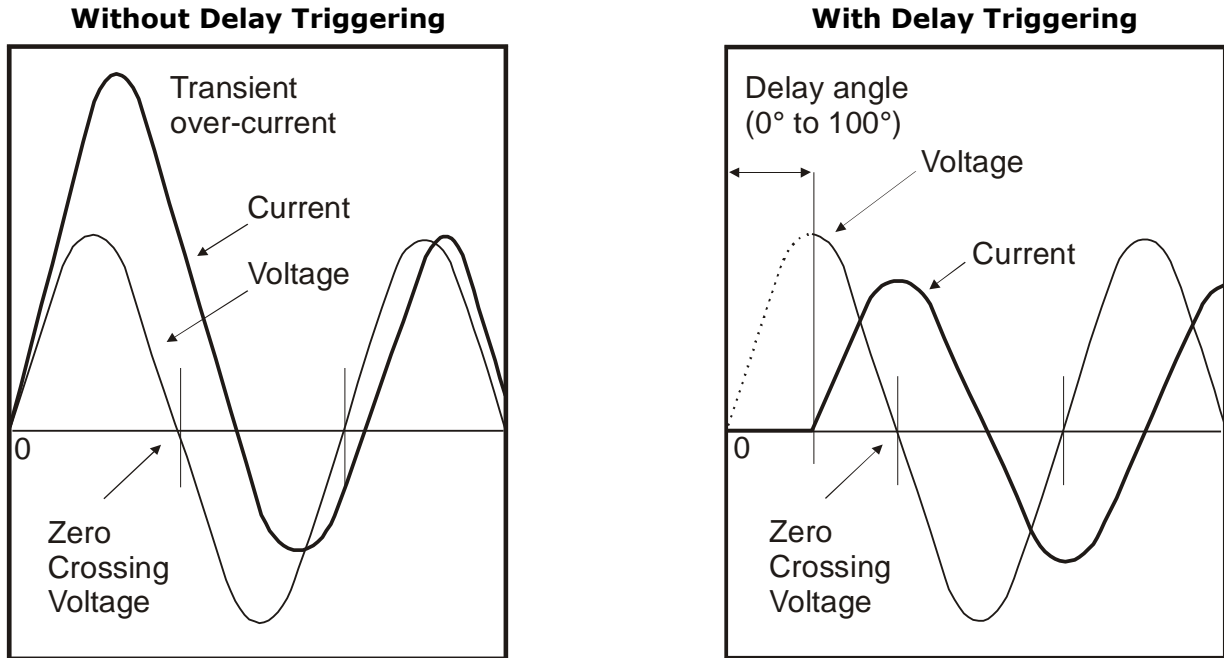 Without Delay Triggering
Transient
over-current
Current
Voltage
0
Zero
Crossing
Voltage
With Delay Triggering
Delay angle
(0° to 100°)
Voltage
Current
0
Zero
Crossing
Voltage